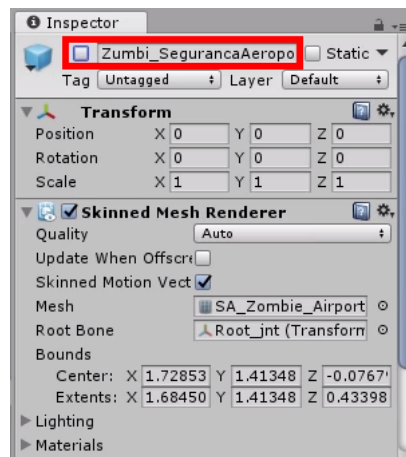 Inspector
Zumbi_SegurancaAeropo Static
Tag Untagged Layer Default
Transform
Position X 0 Y 0 Z 0
Rotation X 0 Y 0 Z 0
Scale X 1 Y 1 Z 1
Skinned Mesh Renderer
Quality Auto
Update When Offscre
Skinned Motion Vect
Mesh SA_Zombie_Airport
Root Bone Root_jnt (Transform
Bounds
Center: X 1.72853 Y 1.41348 Z -0.0767
Extents: X 1.68450 Y 1.41348 Z 0.43398
Lighting
Materials